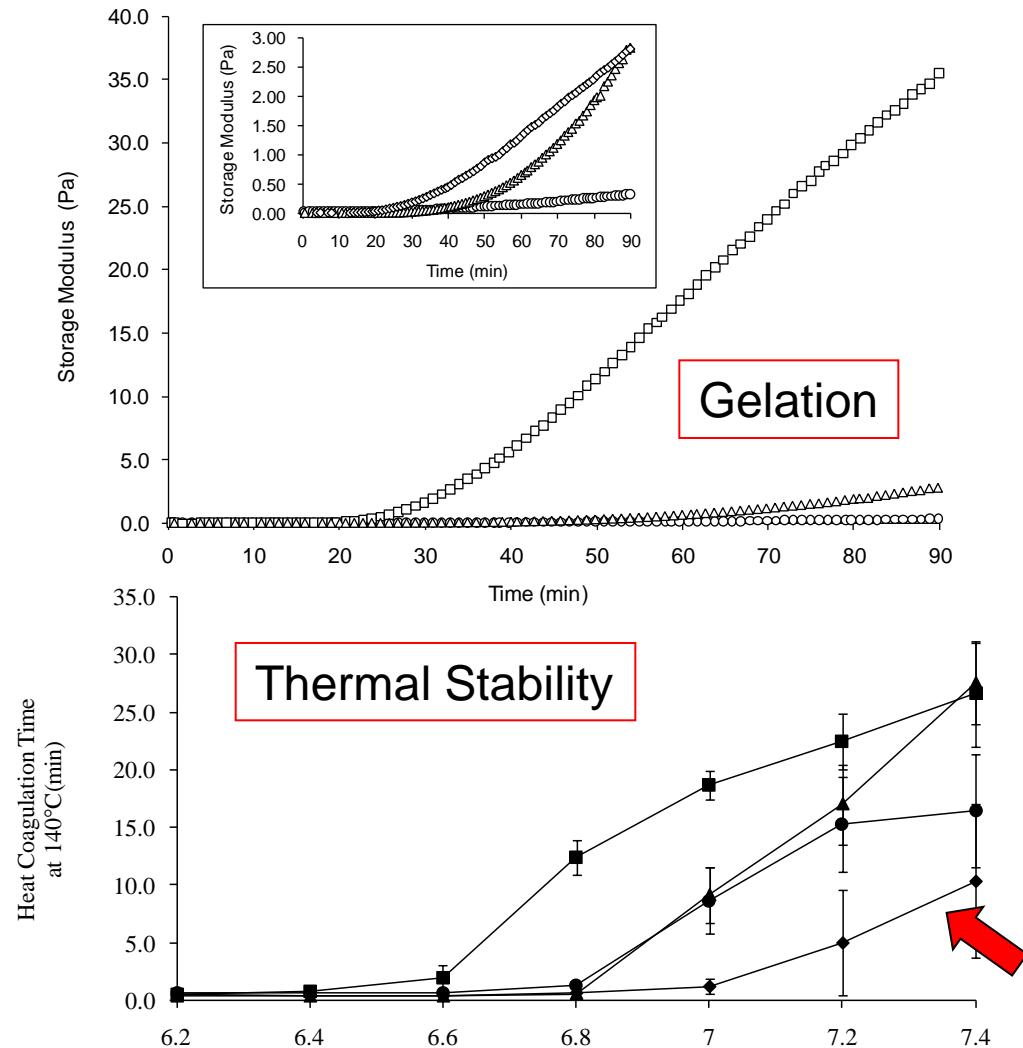 40.0
35.0
30.0
25.0
20.0
15.0
10.0
5.0
0.0
Storage Modulus (Pa)
3.00
2.50
2.00
1.50
1.00
0.50
0.00
Storage Modulus (Pa)
0 10 20 30 40 50 60 70 80 90
Time (min)
Gelation
0 10 20 30 40 50 60 70 80 90
Time (min)
35.0
30.0
25.0
20.0
15.0
10.0
5.0
0.0
Heat Coagulation Time
at 140°C(min)
Thermal Stability
6.2 6.4 6.6 6.8 7 7.2 7.4